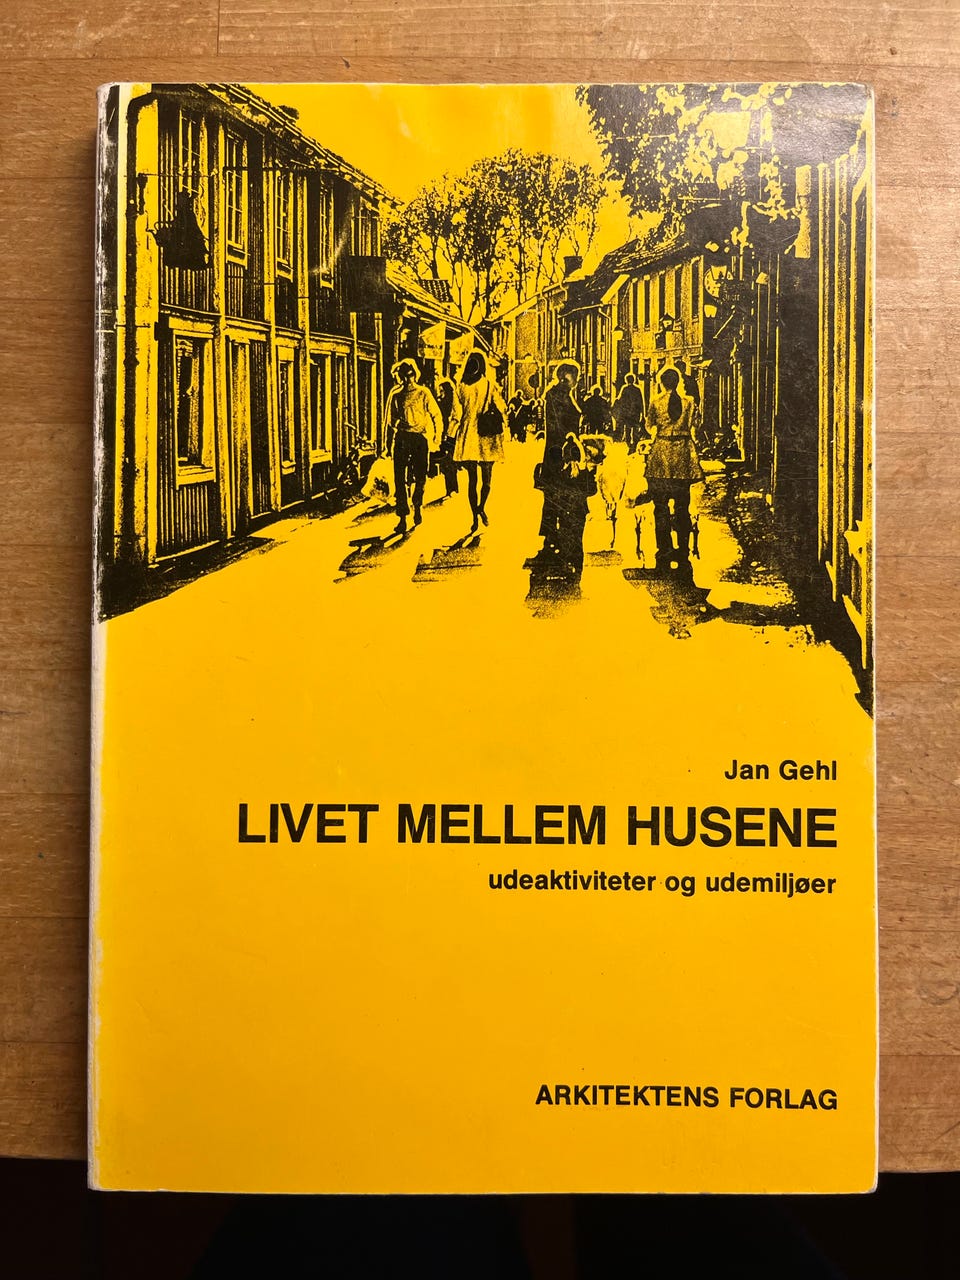 Jan Gehl
LIVET MELLEM HUSENE
udeaktiviteter og udemiljøer
ARKITEKTENS FORLAG